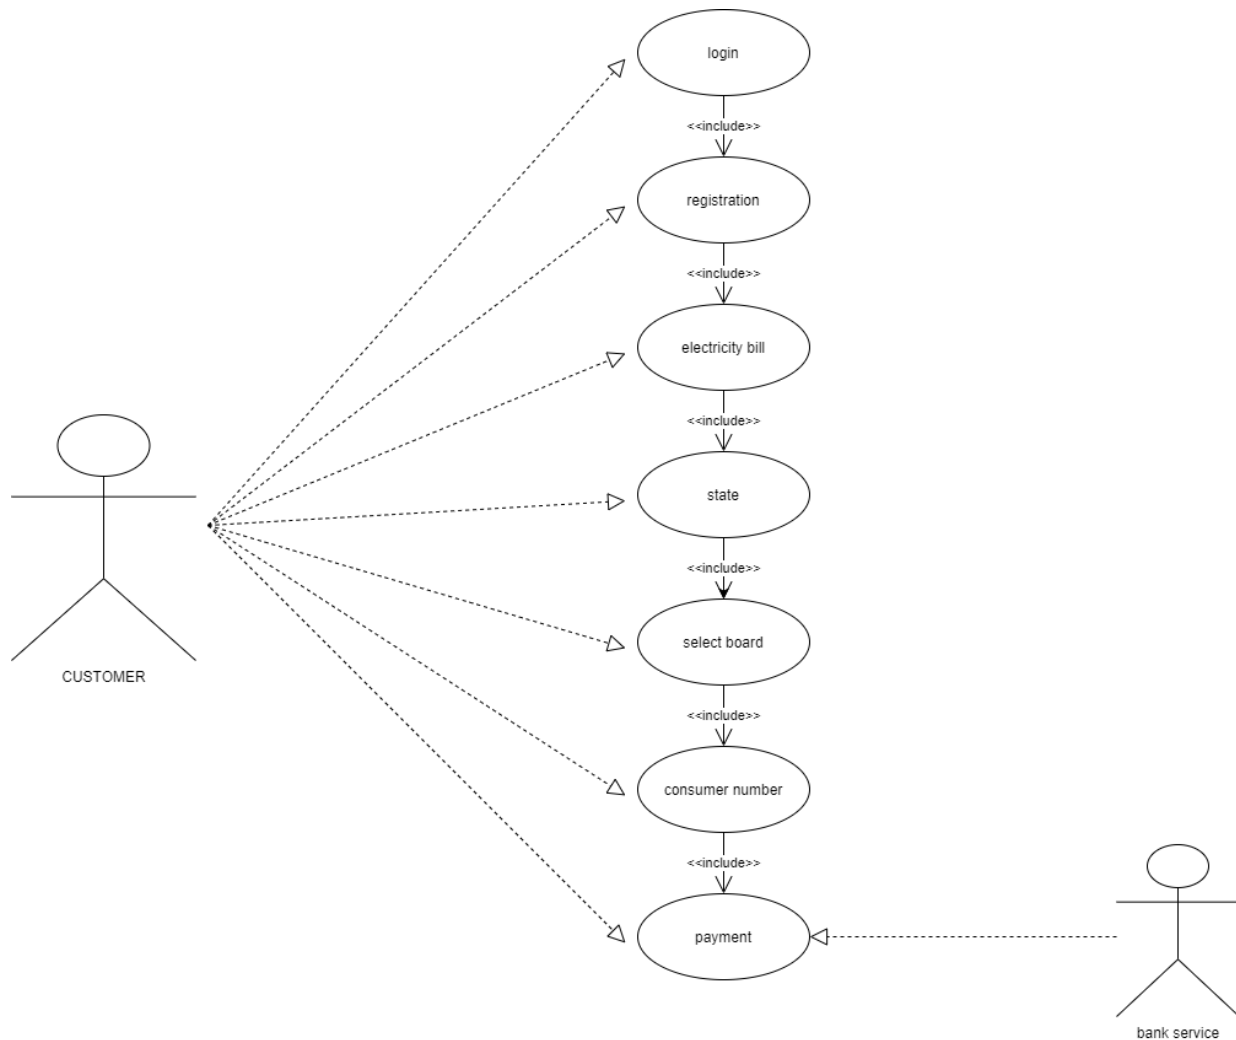 login
<<include>>
registration
<<include>>
electricity bill
<<include>>
state
<<include>>
select board
<<include>>
consumer number
<<include>>
payment
CUSTOMER
bank service